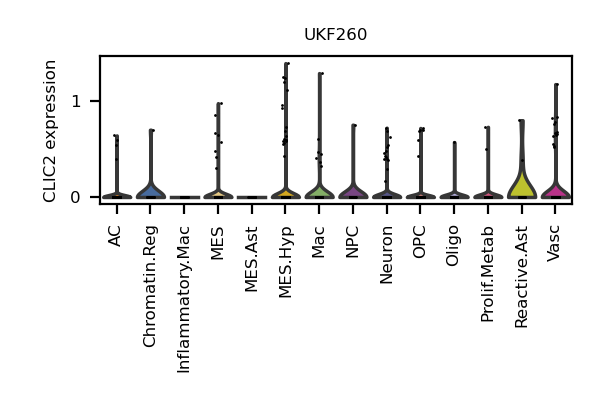 UKF260
CLIC2 expression
1
0
AC
Chromatin.Reg
Inflammatory.Mac
MES
MES.Ast
MES.Hyp
Mac
NPC
Neuron
OPC
Oligo
Prolif.Metab
Reactive.Ast
Vasc